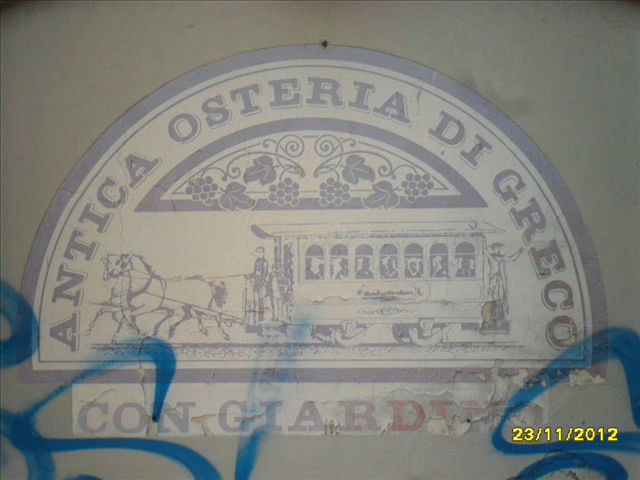 ANTICA OSTERIA DI GRECO
CON GIARDINO
23/11/2012